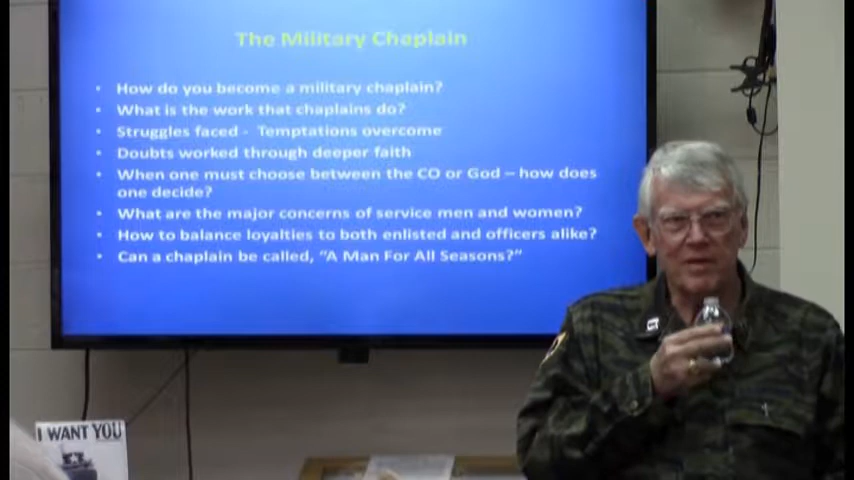 The Military Chaplain
• How do you become a military chaplain?
• What is the work that chaplains do?
• Struggles faced - Temptations overcome
• Doubts worked through deeper faith
• When one must choose between the CO or God – how does
one decide?
• What are the major concerns of service men and women?
• How to balance loyalties to both enlisted and officers alike?
• Can a chaplain be called, “A Man For All Seasons?”
I WANT YOU